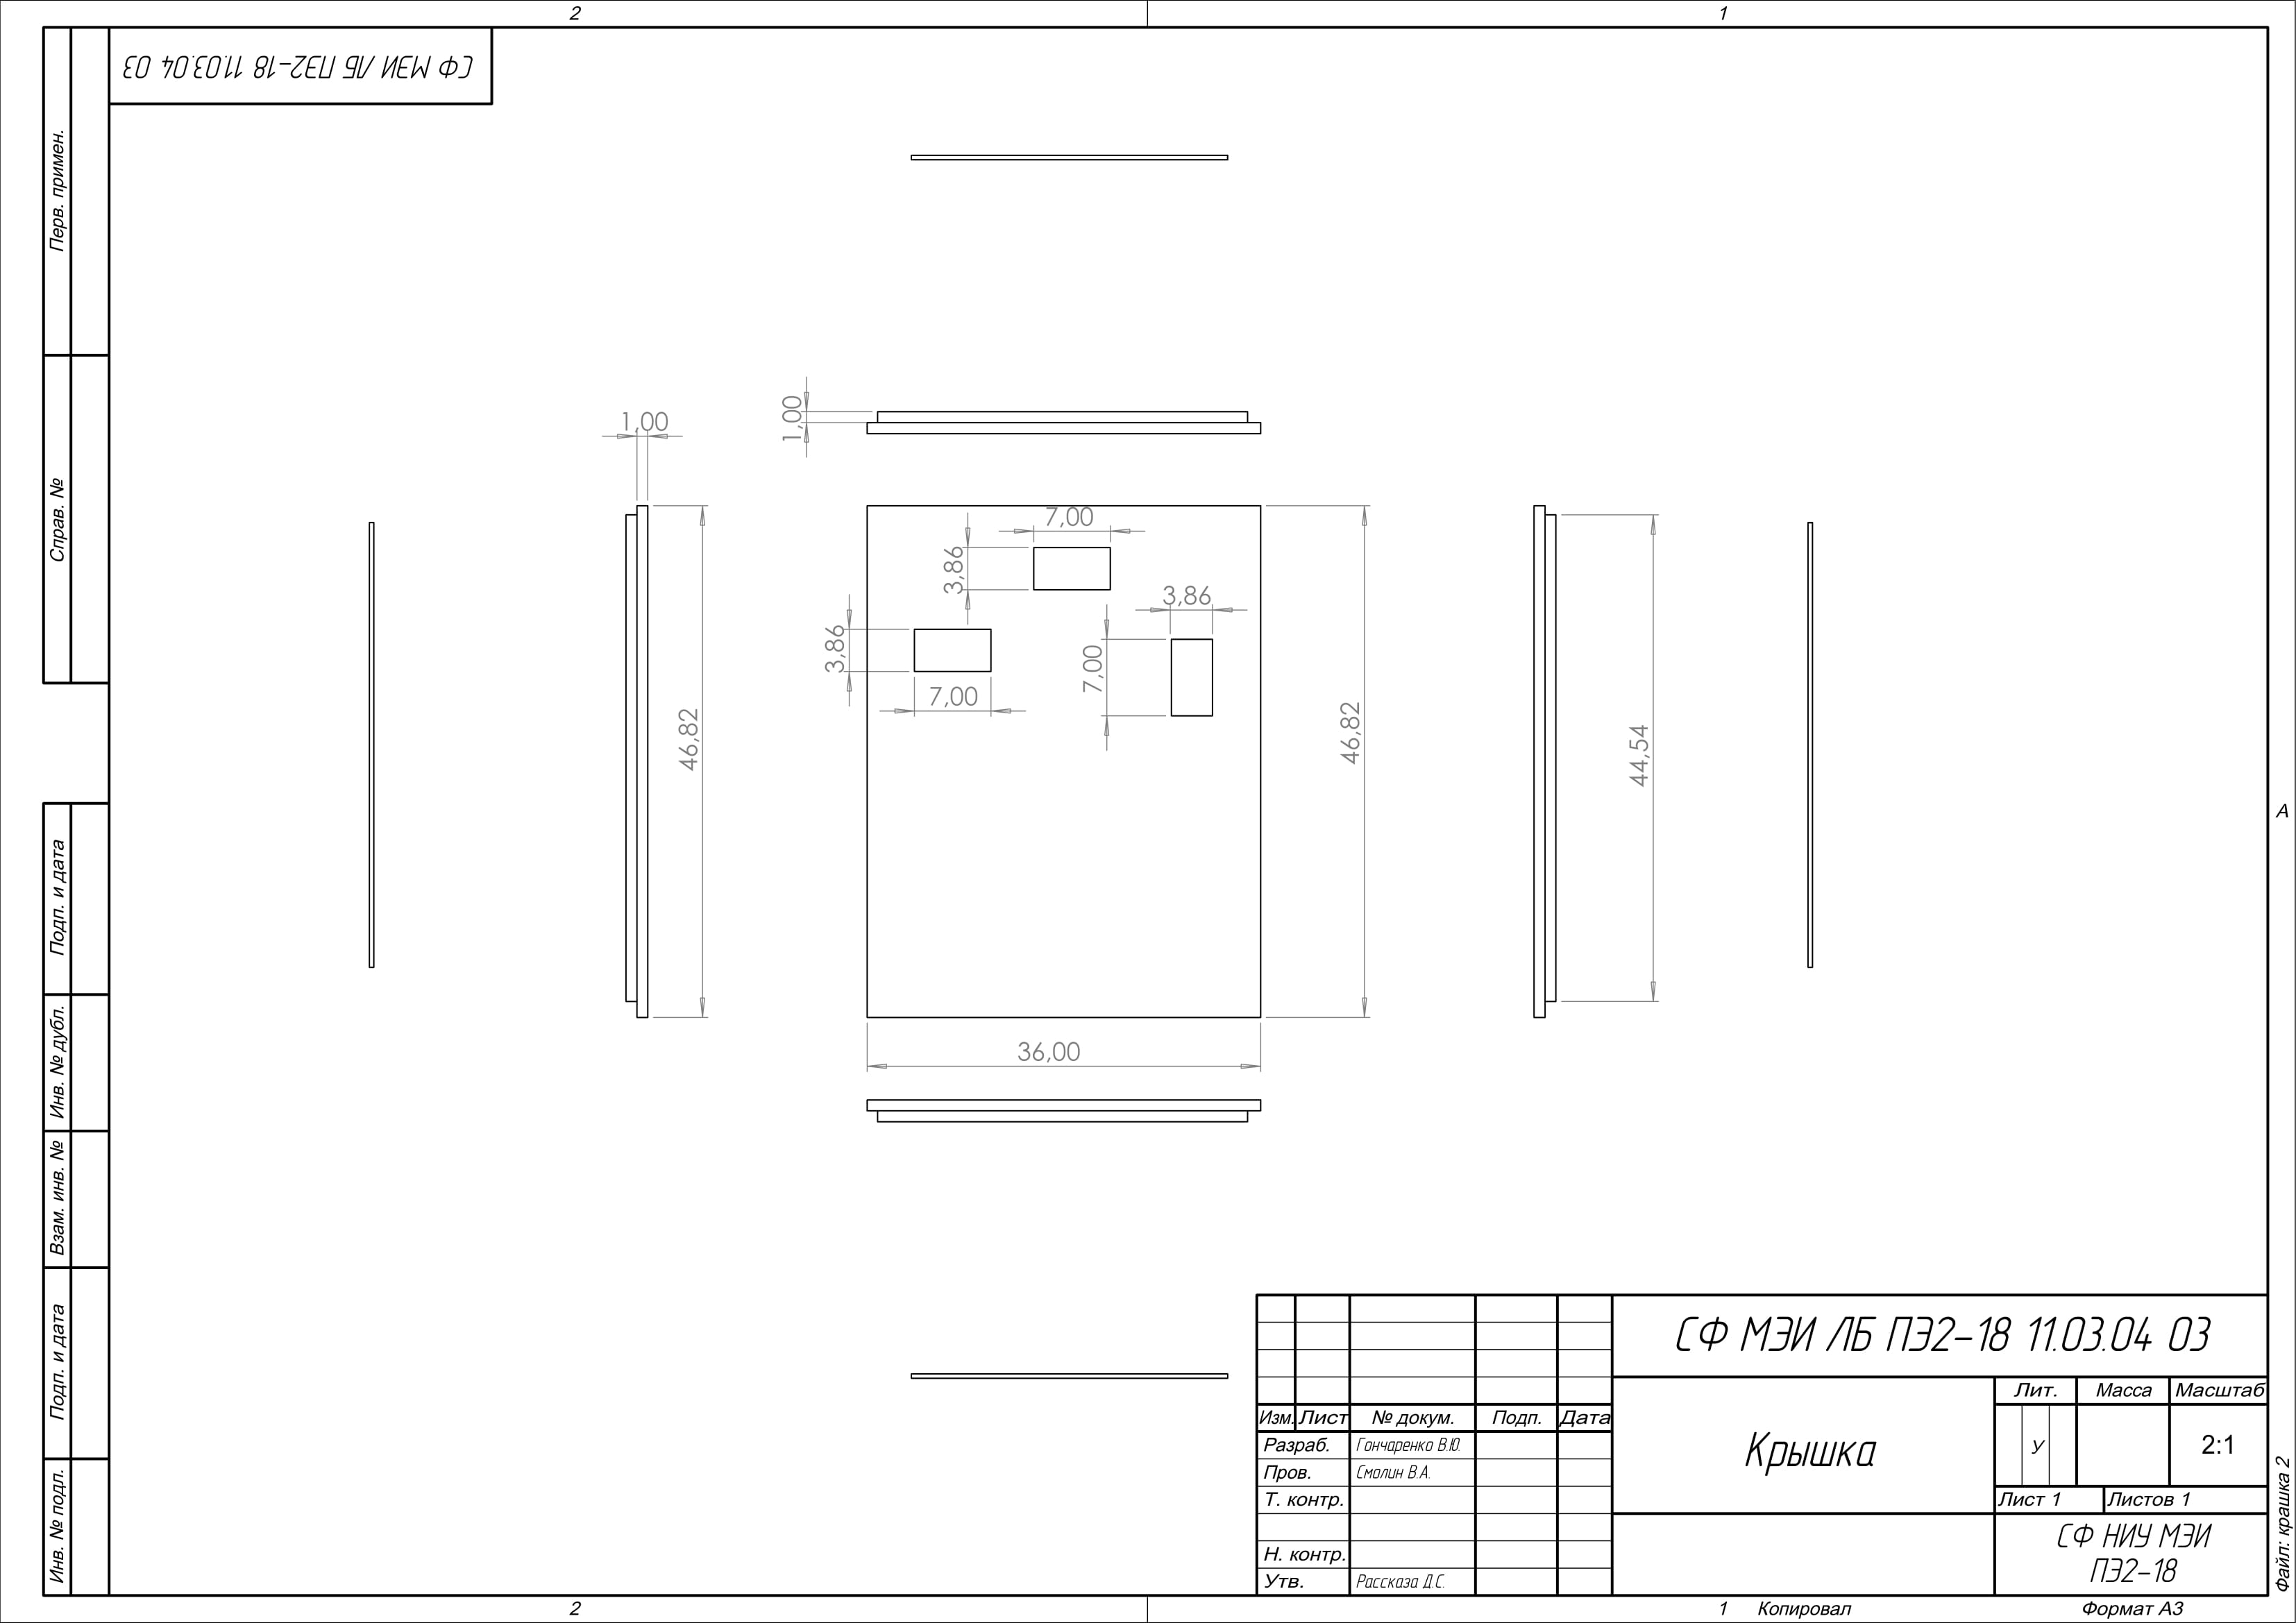 2
1
СФ МЭИ ЛБ ПЭ2-18 11.03.04 03
Перв. примен.
Справ. №
Подп. и дата
Инв. № дубл.
Взам. инв. №
Подп. и дата
Инв. № подл.
1,00
1,00
7,00
3,86
3,86
3,86
7,00
7,00
46,82
46,82
44,54
36,00
А
СФ МЭИ ЛБ ПЭ2-18 11.03.04 03
Лит. Масса Масштаб
Изм. Лист № докум. Подп. Дата
Разраб. Гончаренко В.Ю.
Пров. Смолин В.А.
Т. контр.
Н. контр.
Утв. Рассказа Д.С.
Крышка
У
2:1
Лист 1 Листов 1
СФ НИУ МЭИ
ПЭ2-18
Файл: крашка 2
2
1 Копировал Формат А3